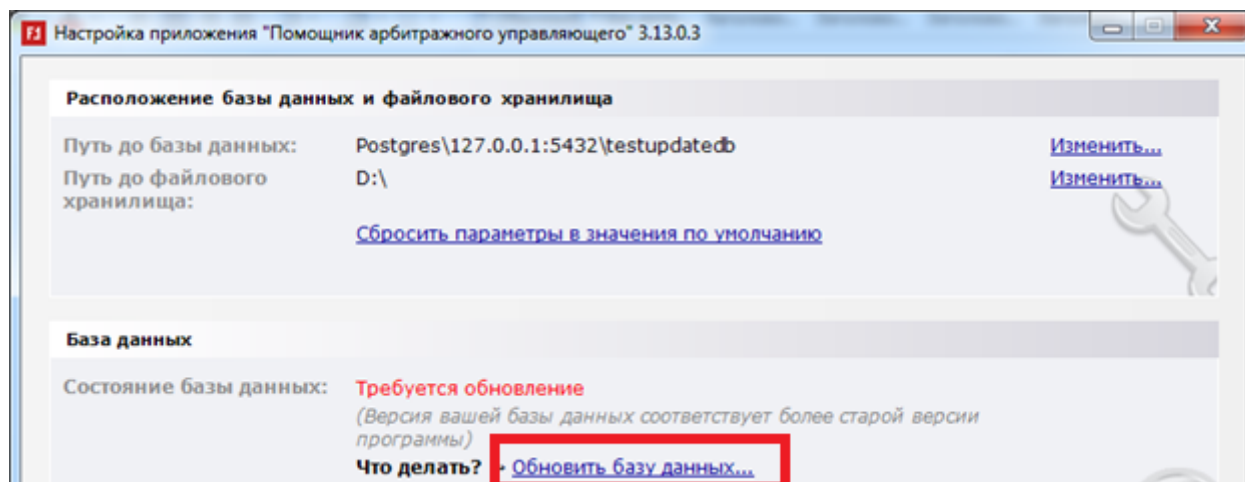 Настройка приложения "Помощник арбитражного управляющего" 3.13.0.3
Расположение базы данных и файлового хранилища
Путь до базы данных: Postgres\127.0.0.1:5432\testupdatedb Изменить...
Путь до файлового D:\ Изменить...
хранилища:
Сбросить параметры в значения по умолчанию
База данных
Состояние базы данных: Требуется обновление
(Версия вашей базы данных соответствует более старой версии
программы)
Что делать? Обновить базу данных...